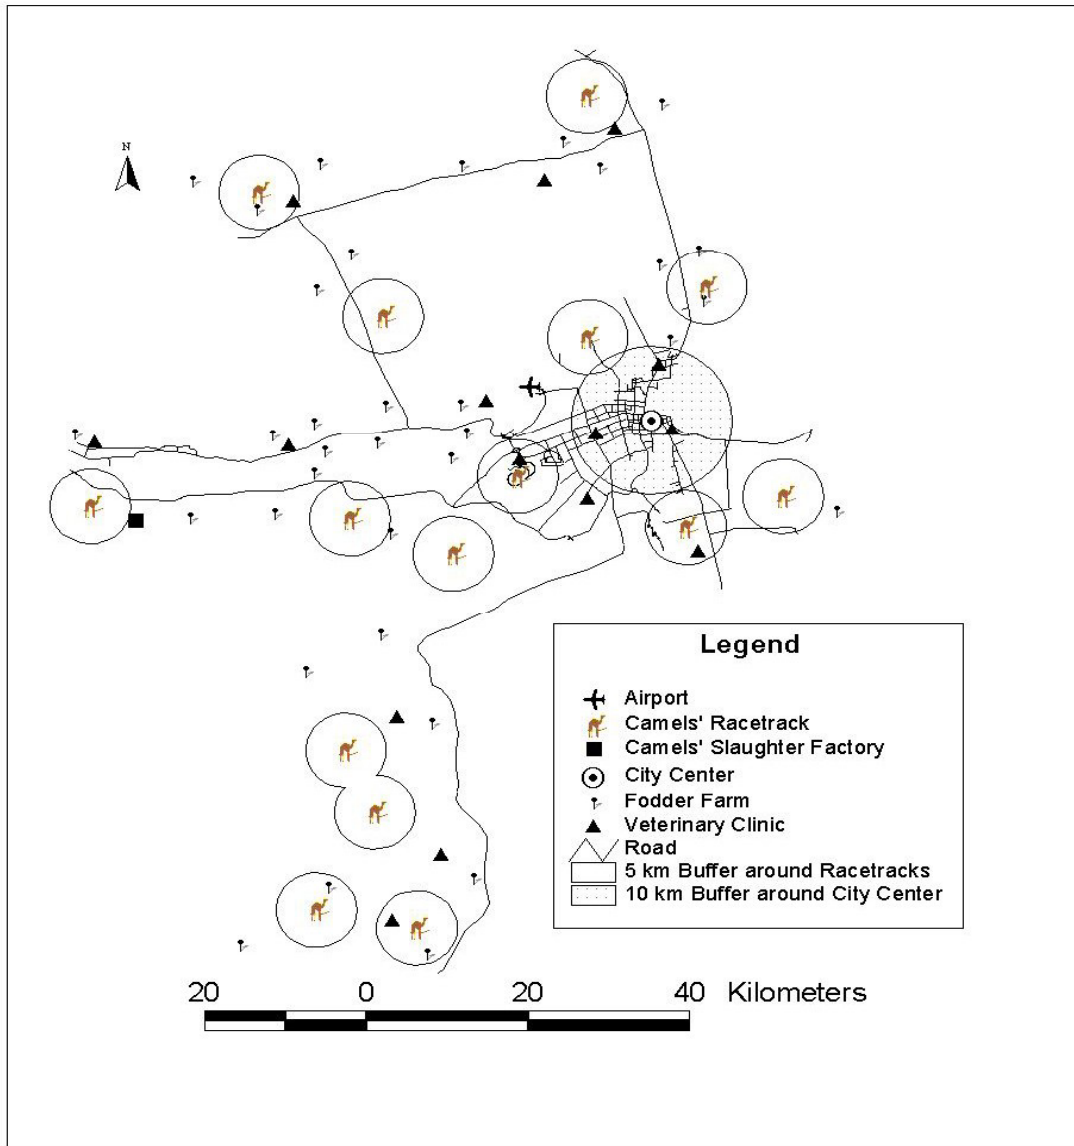 N
Legend
Airport
Camels' Racetrack
Camels' Slaughter Factory
City Center
Fodder Farm
Veterinary Clinic
Road
5 km Buffer around Racetracks
10 km Buffer around City Center
20 0 20 40 Kilometers